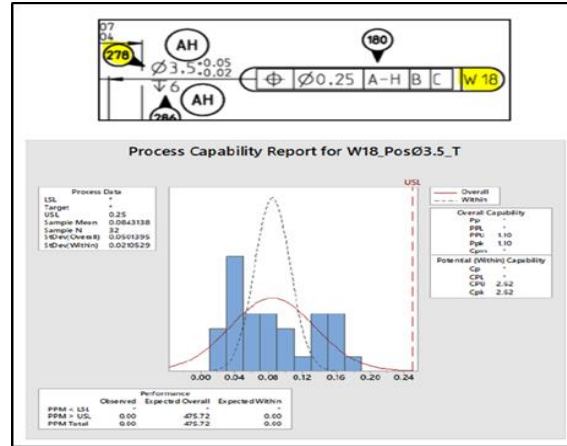 07
04
278
AH
180
Ø3.5 +0.05
+0.02
Ø0.25 A-H B C W 18
6
AH
286
Process Capability Report for W18_PosØ3.5_T
USL
Process Data
LSL *
Target *
USL 0.25
Sample Mean 0.0843138
Sample N 32
StDev(Overall) 0.0501395
StDev(Within) 0.0210529
Overall
Within
Overall Capability
Pp *
PPL *
PPU 1.10
Ppk 1.10
Cpm *
Potential (Within) Capability
Cp *
CPL *
CPU 2.62
Cpk 2.62
0.00 0.04 0.08 0.12 0.16 0.20 0.24
Performance
Observed Expected Overall Expected Within
PPM < LSL * * *
PPM > USL 0.00 475.72 0.00
PPM Total 0.00 475.72 0.00